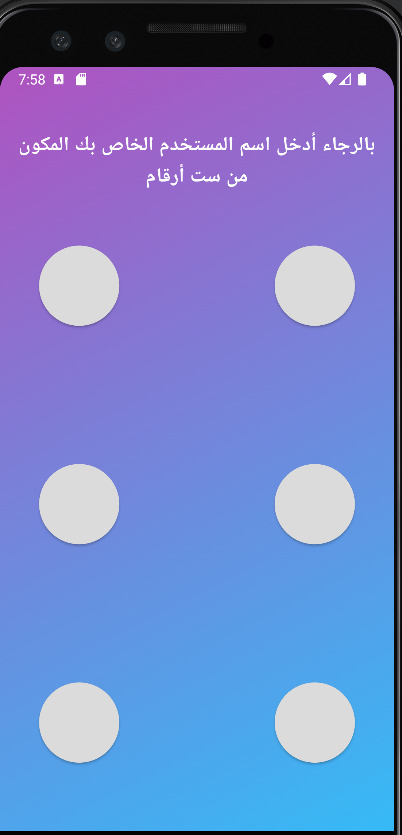 7:58
بالرجاء أدخل اسم المستخدم الخاص بك المكون
من ست أرقام